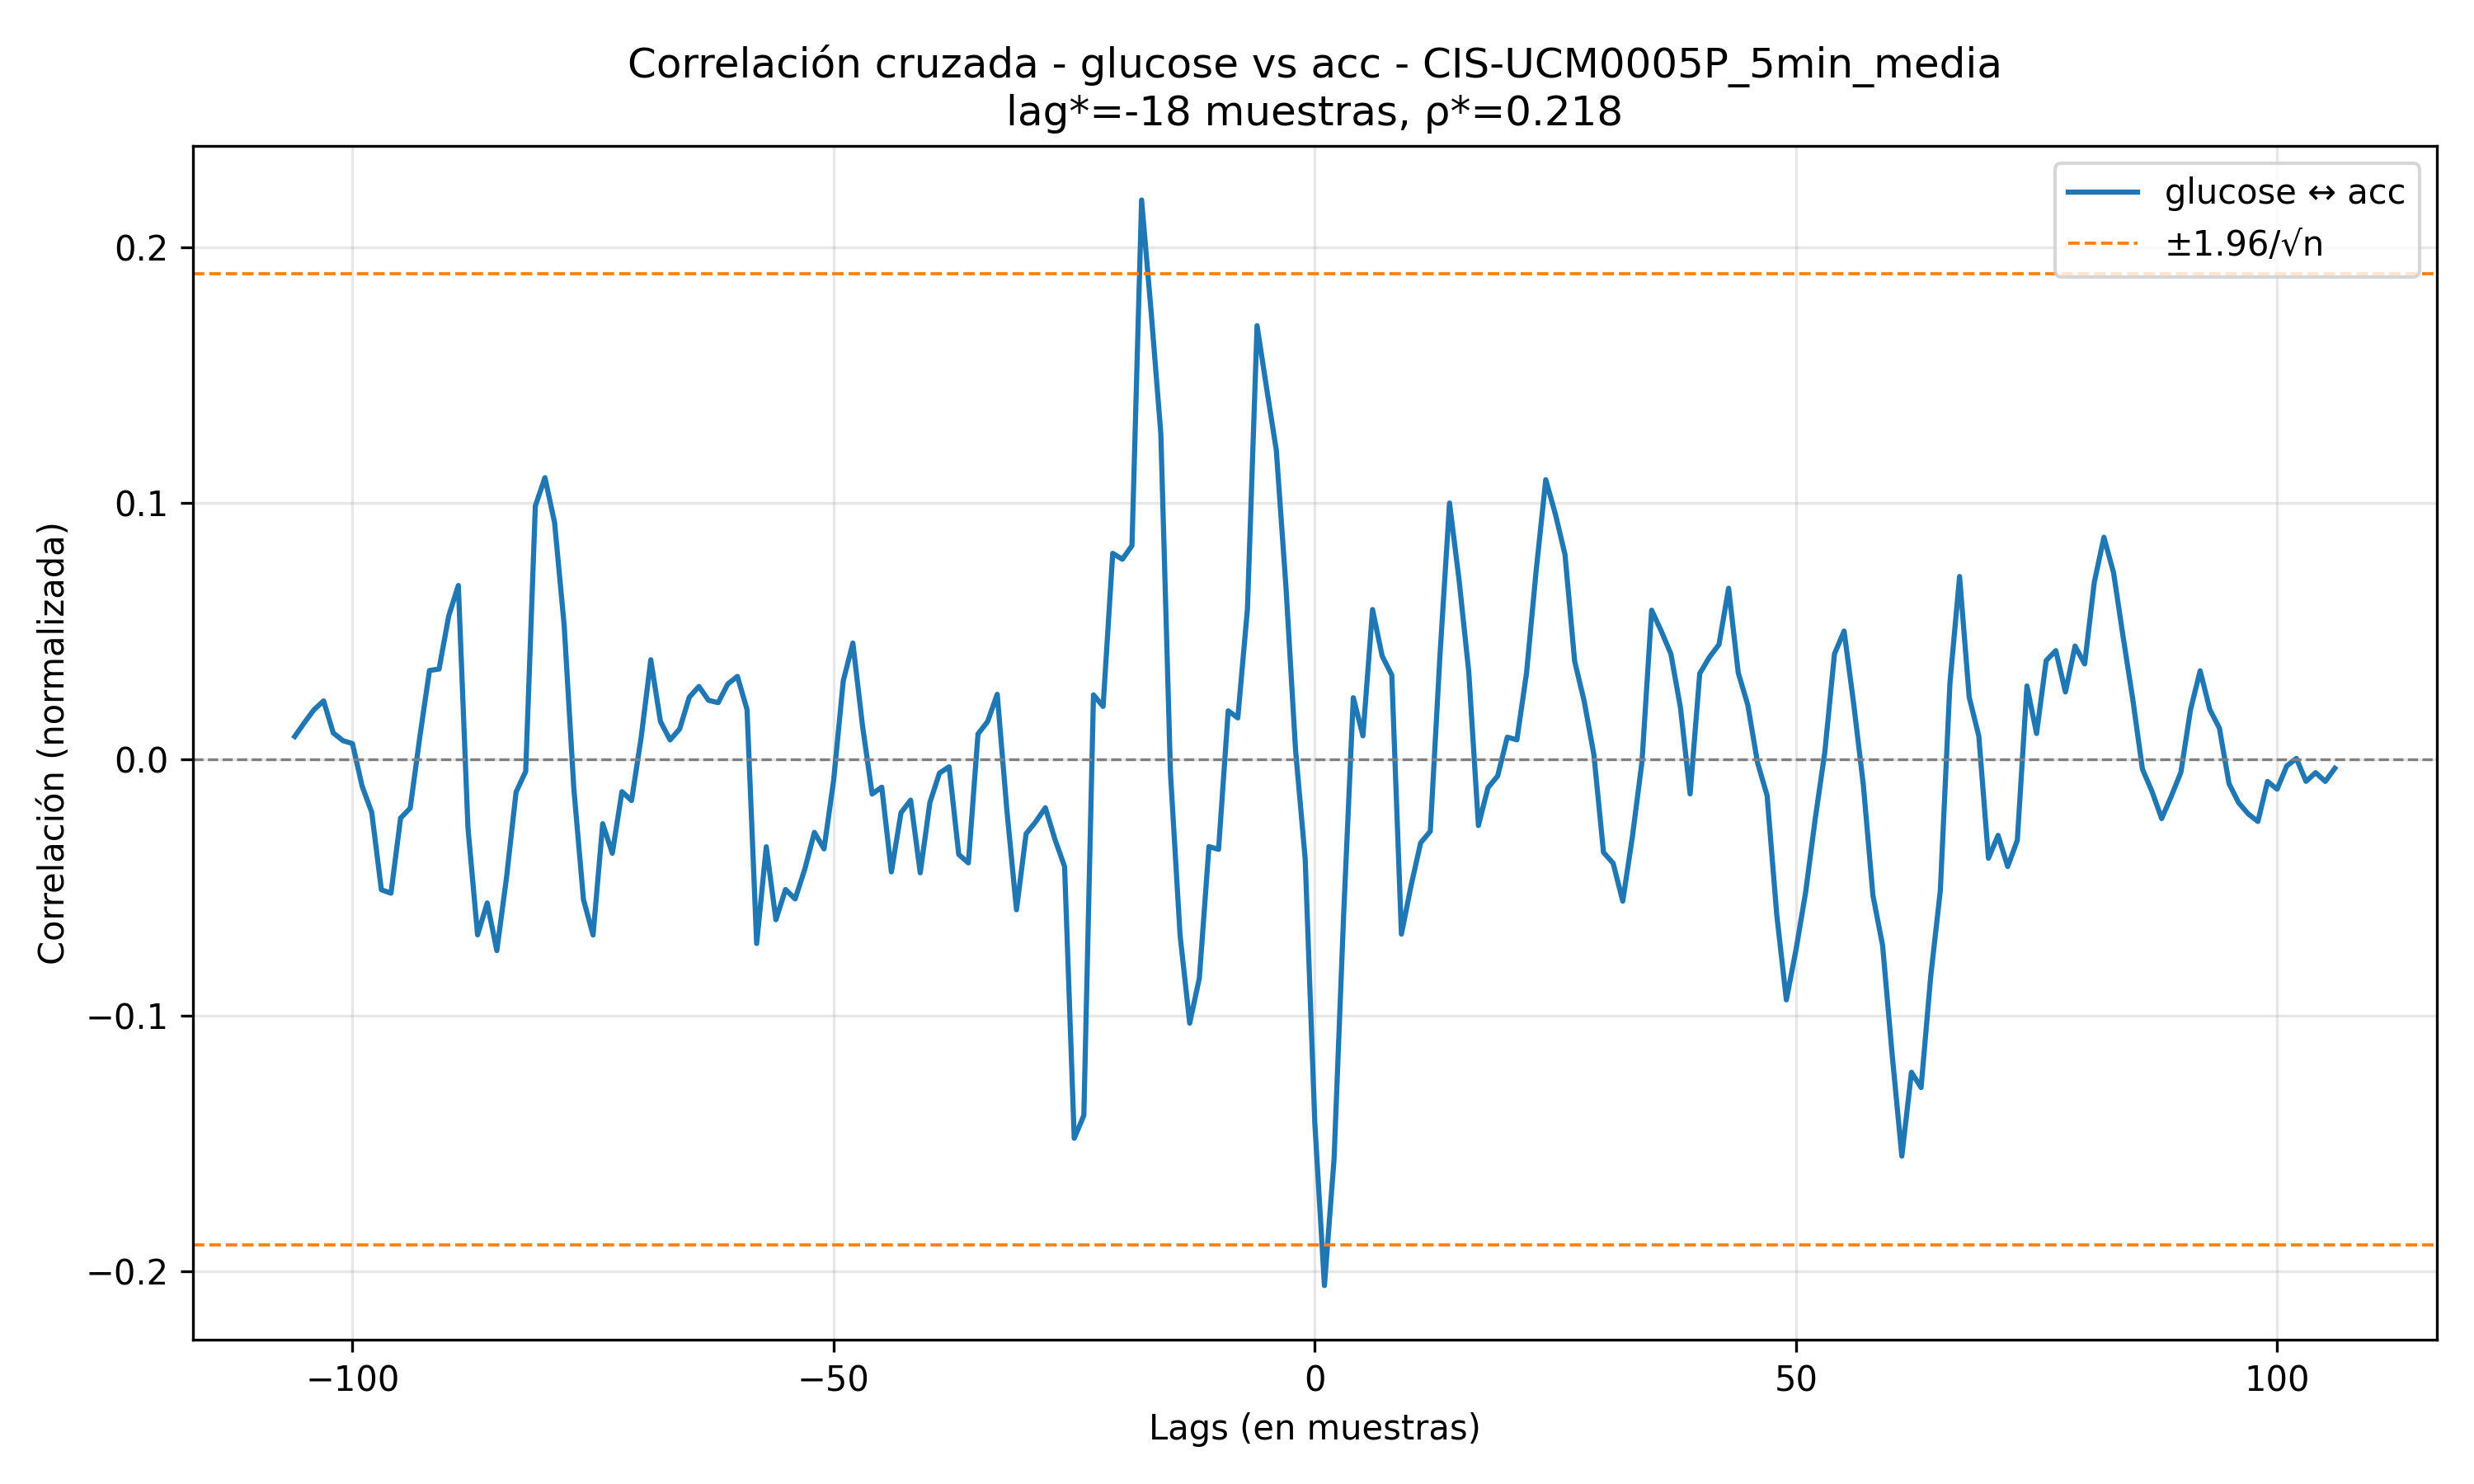 Correlación cruzada - glucose vs acc - CIS-UCM0005P_5min_media
lag*=-18 muestras, ρ*=0.218
glucose ↔ acc
±1.96/√n
Correlación (normalizada)
0.2
0.1
0.0
−0.1
−0.2
−100
−50
0
50
100
Lags (en muestras)